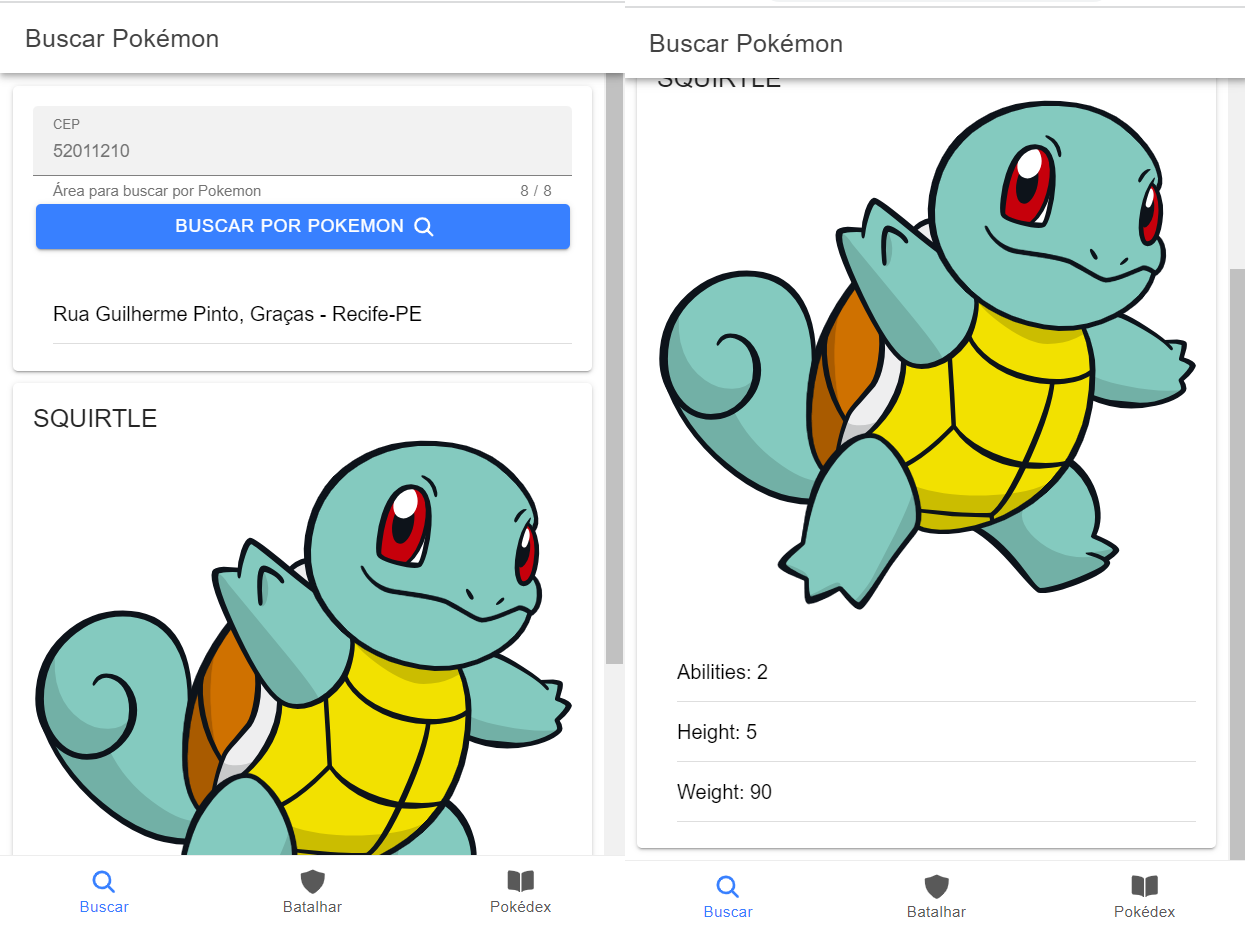 Buscar Pokémon
CEP
52011210
Área para buscar por Pokemon 8 / 8
BUSCAR POR POKEMON
Rua Guilherme Pinto, Graças - Recife-PE
SQUIRTLE
Buscar Batalhar Pokédex
Buscar Pokémon
SQUIRTLE
Abilities: 2
Height: 5
Weight: 90
Buscar Batalhar Pokédex